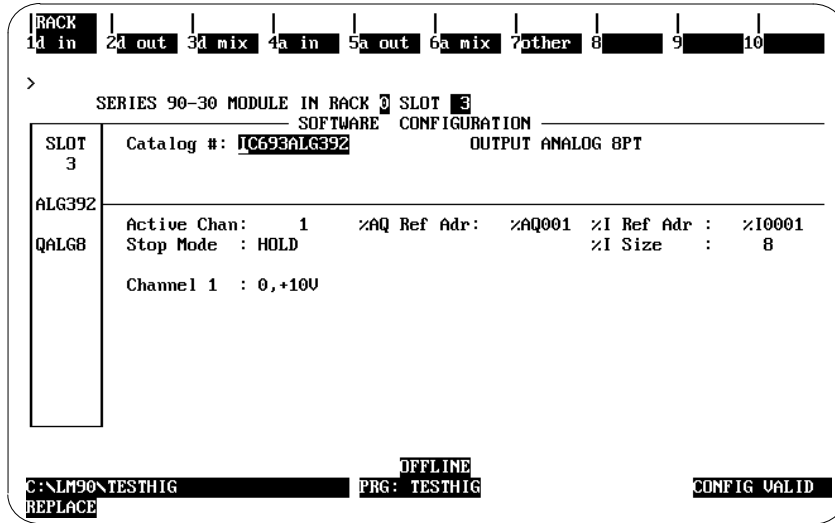 RACK
1d in 2d out 3d mix 4a in 5a out 6a mix 7other 8 9 10
>
SERIES 90-30 MODULE IN RACK 0 SLOT 3
SOFTWARE CONFIGURATION
SLOT Catalog #: IC693ALG392 OUTPUT ANALOG 8PT
3
ALG392
Active Chan: 1 %AQ Ref Adr: %AQ001 %I Ref Adr : %I0001
QALG8 Stop Mode : HOLD %I Size : 8
Channel 1 : 0,+10V
OFFLINE
C:\LM90\TESTHIG PRG: TESTHIG CONFIG VALID
REPLACE